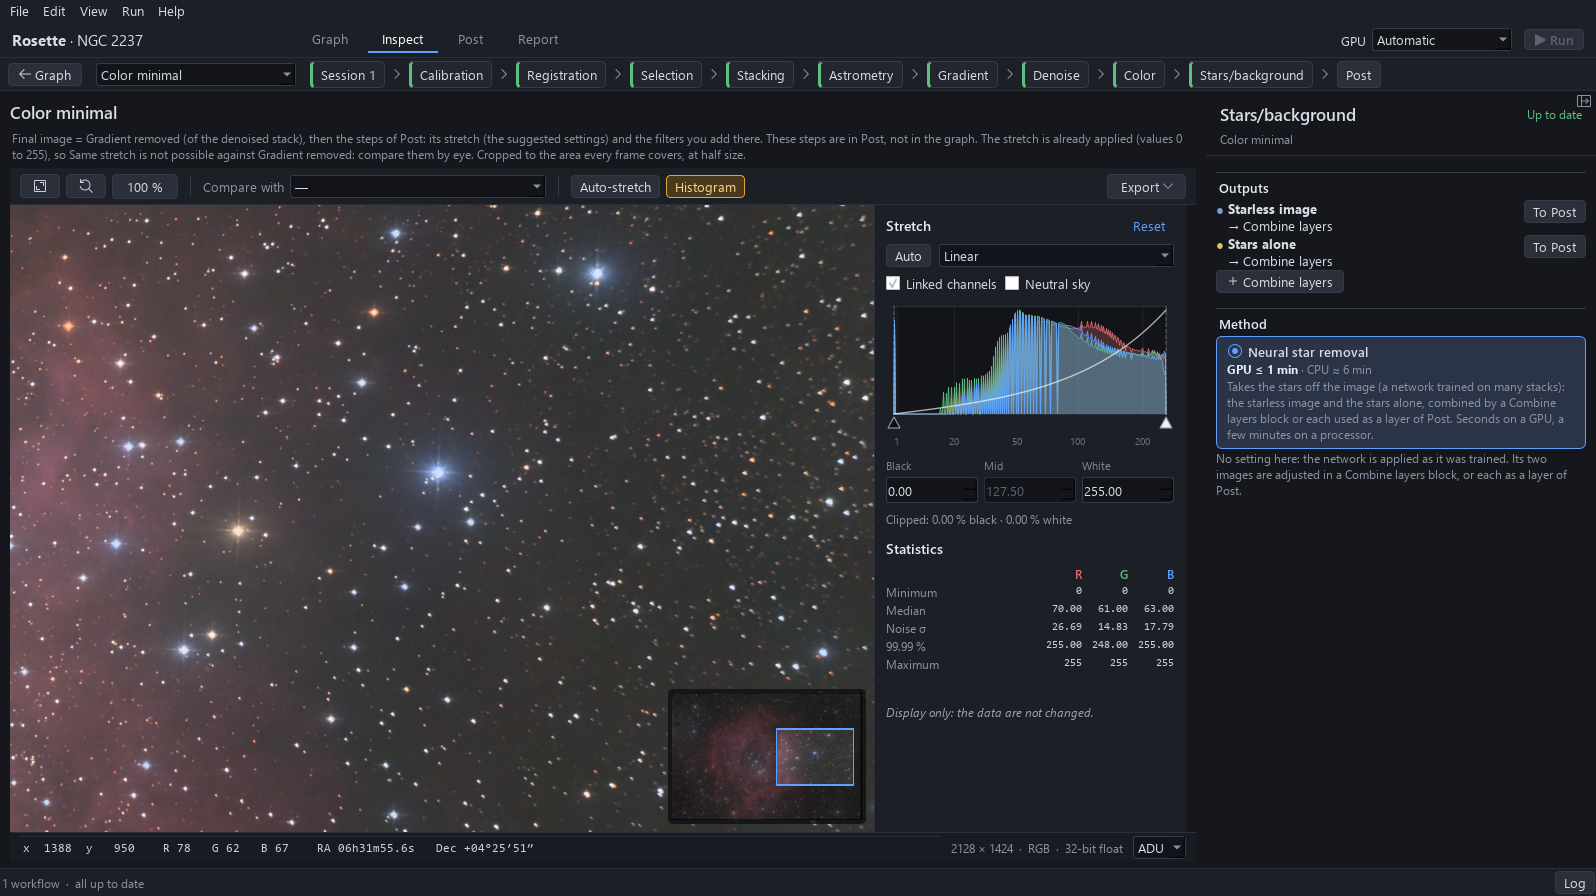 File Edit View Run Help
Rosette · NGC 2237
Graph Inspect Post Report
GPU Automatic Run
Graph Color minimal Session 1 Calibration Registration Selection Stacking Astrometry Gradient Denoise Color Stars/background Post
Color minimal
Final image = Gradient removed (of the denoised stack), then the steps of Post: its stretch (the suggested settings) and the filters you add there. These steps are in Post, not in the graph. The stretch is already applied (values 0
to 255), so Same stretch is not possible against Gradient removed: compare them by eye. Cropped to the area every frame covers, at half size.
100 % Compare with — Auto-stretch Histogram Export
Stretch Reset
Auto Linear
Linked channels Neutral sky
1 20 50 100 200
Black Mid White
0.00 127.50 255.00
Clipped: 0.00 % black · 0.00 % white
Statistics
R G B
Minimum 0 0 0
Median 70.00 61.00 63.00
Noise σ 26.69 14.83 17.79
99.99 % 255.00 248.00 255.00
Maximum 255 255 255
Display only: the data are not changed.
x 1388 y 950 R 78 G 62 B 67 RA 06h31m55.6s Dec +04°25’51”
2128 × 1424 · RGB · 32-bit float ADU
Stars/background Up to date
Color minimal
Outputs
Starless image To Post
→ Combine layers
Stars alone To Post
→ Combine layers
+ Combine layers
Method
Neural star removal
GPU ≤ 1 min · CPU ≈ 6 min
Takes the stars off the image (a network trained on many stacks):
the starless image and the stars alone, combined by a Combine
layers block or each used as a layer of Post. Seconds on a GPU, a
few minutes on a processor.
No setting here: the network is applied as it was trained. Its two
images are adjusted in a Combine layers block, or each as a layer of
Post.
1 workflow · all up to date
Log